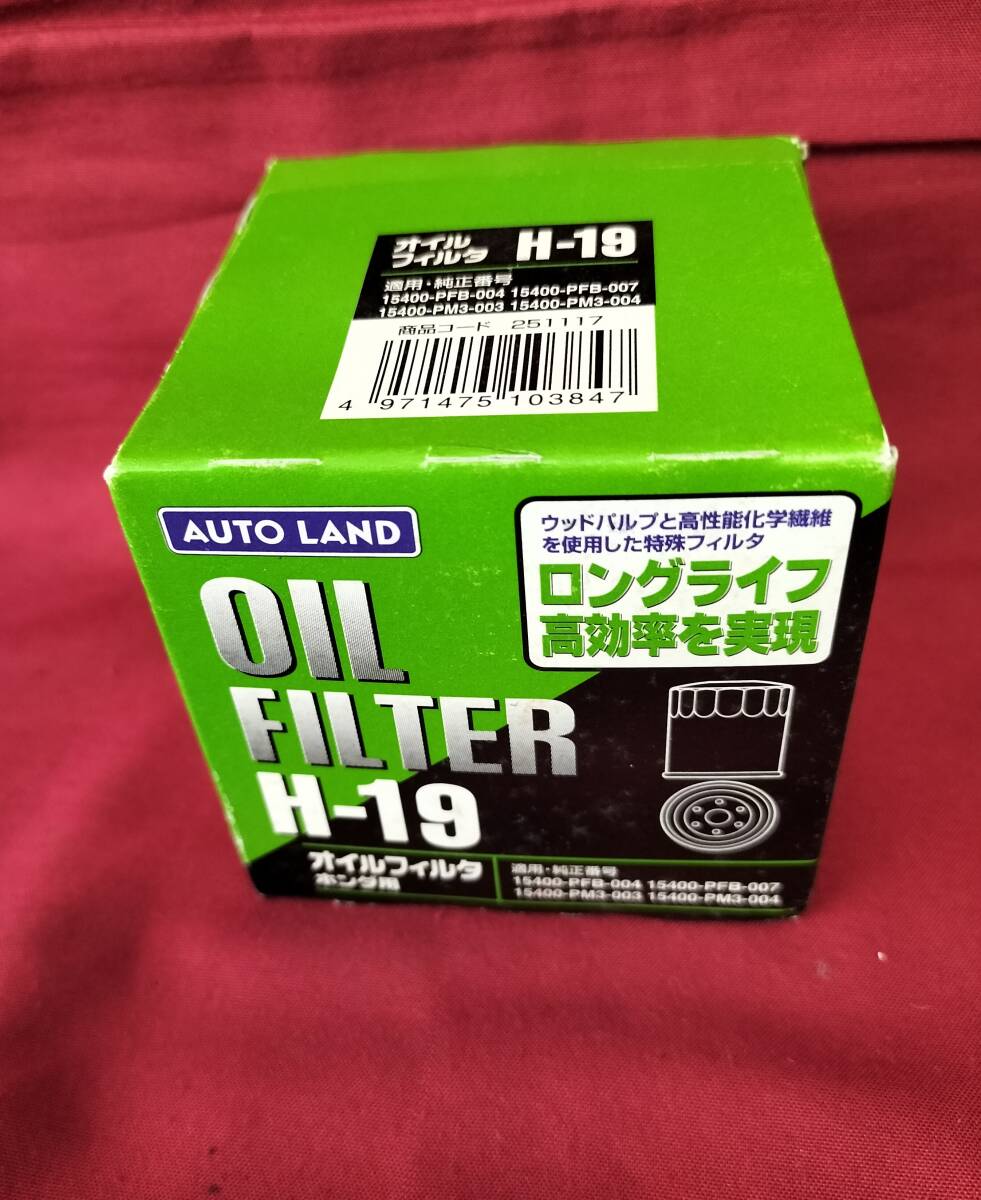 オイル
フィルタ H-19
適用・純正番号
15400-PFB-004 15400-PFB-007
15400-PM3-003 15400-PM3-004
商品コード 251117
4 971475 103847
AUTO LAND
OIL
FILTER
H-19
オイルフィルタ
ホンダ用
ウッドパルプと高性能化学繊維
を使用した特殊フィルタ
ロングライフ
高効率を実現
適用・純正番号
15400-PFB-004 15400-PFB-007
15400-PM3-003 15400-PM3-004